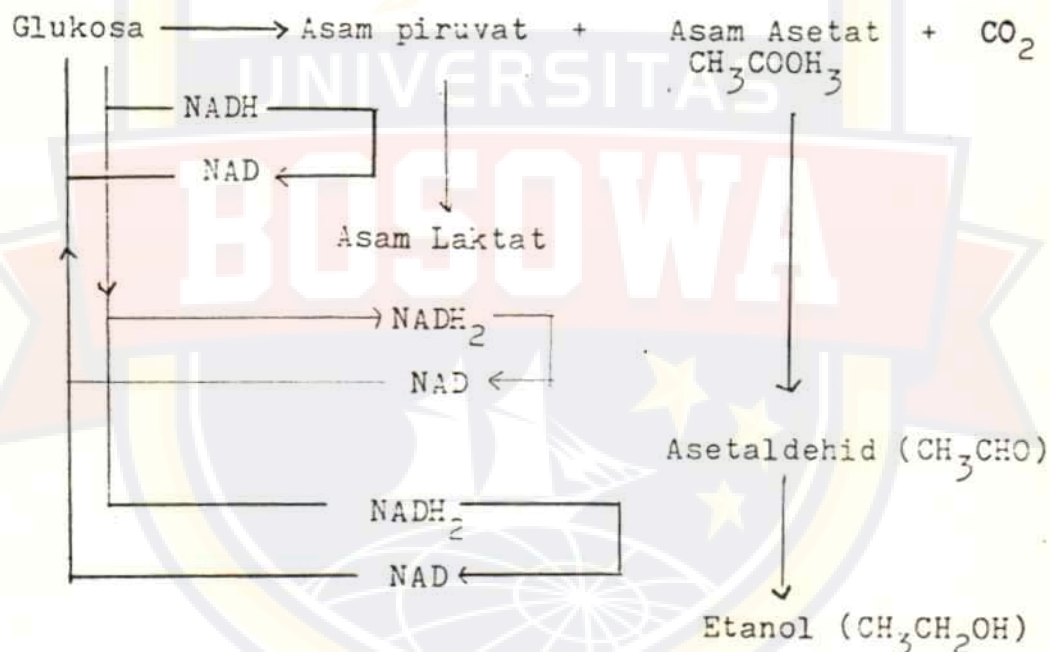 Glukosa ⟶ Asam piruvat + Asam Asetat + CO2
CH3COOH3
UNIVERSITAS
NADH
NAD
BOSOWA
Asam Laktat
NADH2
NAD
Asetaldehid (CH3CHO)
NADH2
NAD
Etanol (CH3CH2OH)